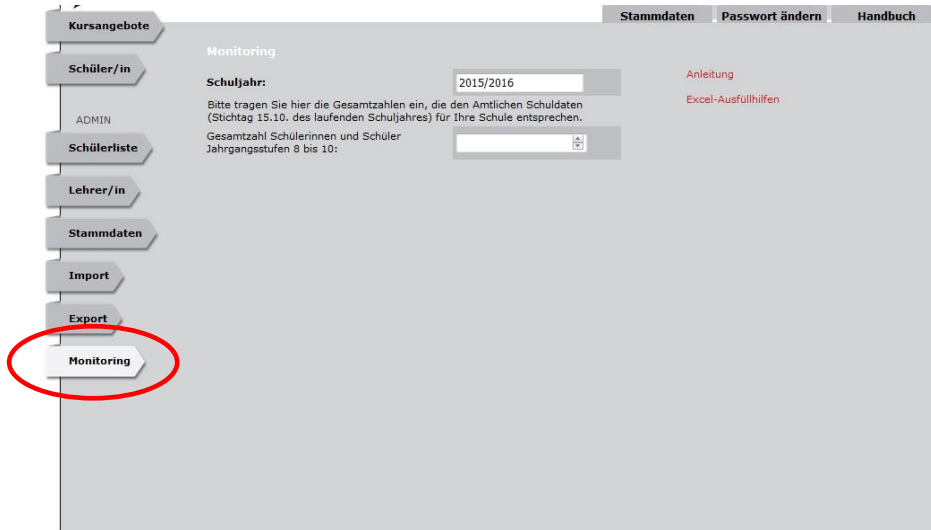 Stammdaten
Passwort ändern
Handbuch
Kursangebote
Schüler/in
ADMIN
Schülerliste
Lehrer/in
Stammdaten
Import
Export
Monitoring
Monitoring
Schuljahr:
2015/2016
Bitte tragen Sie hier die Gesamtzahlen ein, die den Amtlichen Schuldaten
(Stichtag 15.10. des laufenden Schuljahres) für Ihre Schule entsprechen.
Gesamtzahl Schülerinnen und Schüler
Jahrgangsstufen 8 bis 10:
Anleitung
Excel-Ausfüllhilfen